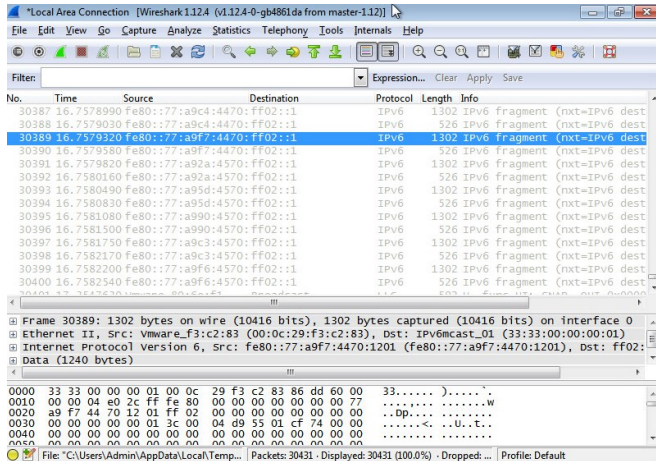 *Local Area Connection [Wireshark 1.12.4 (v1.12.4-0-gb4861da from master-1.12)]
File Edit View Go Capture Analyze Statistics Telephony Tools Internals Help
Filter: Expression... Clear Apply Save
No. Time Source Destination Protocol Length Info
30387 16.7578990 fe80::77:a9c4:4470: ff02::1 IPv6 1302 IPv6 fragment (nxt=IPv6 dest
30388 16.7579030 fe80::77:a9c4:4470: ff02::1 IPv6 526 IPv6 fragment (nxt=IPv6 dest
30389 16.7579320 fe80::77:a9f7:4470: ff02::1 IPv6 1302 IPv6 fragment (nxt=IPv6 dest
30390 16.7579580 fe80::77:a9f7:4470: ff02::1 IPv6 526 IPv6 fragment (nxt=IPv6 dest
30391 16.7579820 fe80::77:a92a:4570: ff02::1 IPv6 1302 IPv6 fragment (nxt=IPv6 dest
30392 16.7580160 fe80::77:a92a:4570: ff02::1 IPv6 526 IPv6 fragment (nxt=IPv6 dest
30393 16.7580490 fe80::77:a95d:4570: ff02::1 IPv6 1302 IPv6 fragment (nxt=IPv6 dest
30394 16.7580830 fe80::77:a95d:4570: ff02::1 IPv6 526 IPv6 fragment (nxt=IPv6 dest
30395 16.7581080 fe80::77:a990:4570: ff02::1 IPv6 1302 IPv6 fragment (nxt=IPv6 dest
30396 16.7581500 fe80::77:a990:4570: ff02::1 IPv6 526 IPv6 fragment (nxt=IPv6 dest
30397 16.7581750 fe80::77:a9c3:4570: ff02::1 IPv6 1302 IPv6 fragment (nxt=IPv6 dest
30398 16.7582170 fe80::77:a9c3:4570: ff02::1 IPv6 526 IPv6 fragment (nxt=IPv6 dest
30399 16.7582200 fe80::77:a9f6:4570: ff02::1 IPv6 1302 IPv6 fragment (nxt=IPv6 dest
30400 16.7582540 fe80::77:a9f6:4570: ff02::1 IPv6 526 IPv6 fragment (nxt=IPv6 dest
Frame 30389: 1302 bytes on wire (10416 bits), 1302 bytes captured (10416 bits) on interface 0
Ethernet II, Src: Vmware_f3:c2:83 (00:0c:29:f3:c2:83), Dst: IPv6mcast_01 (33:33:00:00:00:01)
Internet Protocol Version 6, Src: fe80::77:a9f7:4470:1201 (fe80::77:a9f7:4470:1201), Dst: ff02:
Data (1240 bytes)
0000 33 33 00 00 00 01 00 0c 29 f3 c2 83 86 dd 60 00 33...... ).....`.
0010 00 00 04 e0 2c ff fe 80 00 00 00 00 00 00 00 77 ....,... .......w
0020 a9 f7 44 70 12 01 ff 02 00 00 00 00 00 00 00 00 ..Dp.... ........
0030 00 00 00 00 00 01 3c 00 04 d9 55 01 cf 74 00 00 ......<. ..U..t..
0040 00 00 00 00 00 00 00 00 00 00 00 00 00 00 00 00 ........ ........
File: "C:\Users\Admin\AppData\Local\Temp... Packets: 30431 · Displayed: 30431 (100.0%) · Dropped: ... Profile: Default